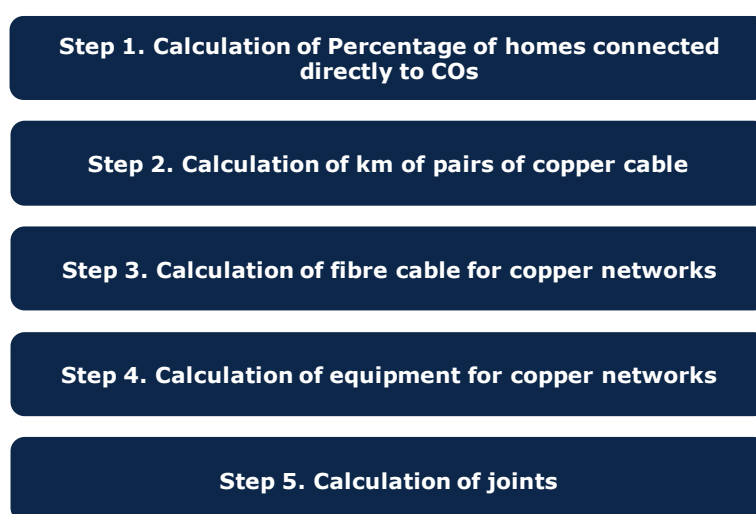 Step 1. Calculation of Percentage of homes connected
directly to COs
Step 2. Calculation of km of pairs of copper cable
Step 3. Calculation of fibre cable for copper networks
Step 4. Calculation of equipment for copper networks
Step 5. Calculation of joints